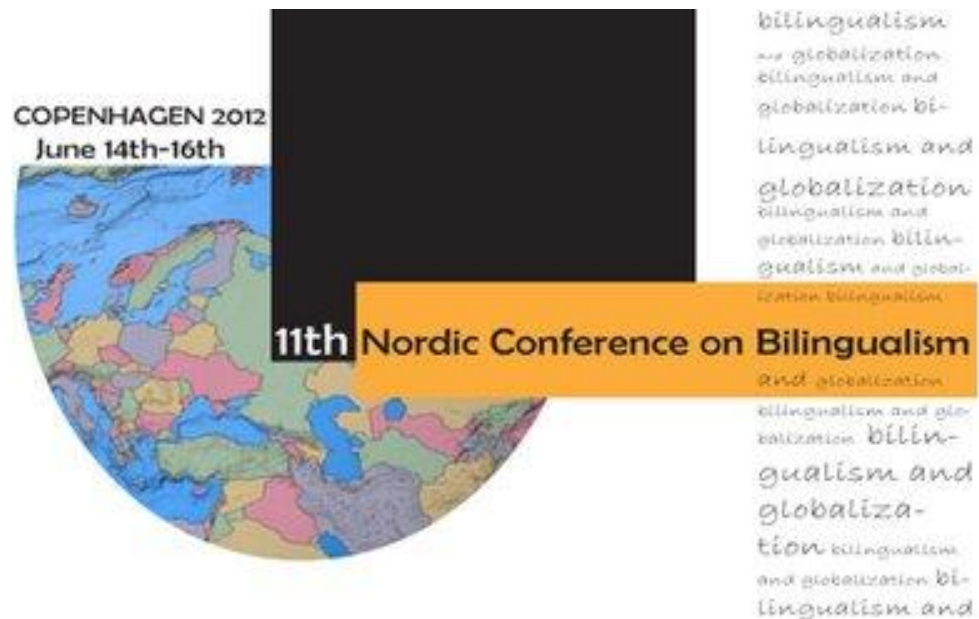 COPENHAGEN 2012
June 14th-16th
11th Nordic Conference on Bilingualism
bilingualism
and globalization
bilingualism and
globalization bi-
lingualism and
globalization
bilingualism and
globalization bilin-
gualism and global-
ization bilingualism
and globalization
bilingualism and glo-
balization bilin-
gualism and
globaliza-
tion bilingualism
and globalization bi-
lingualism and